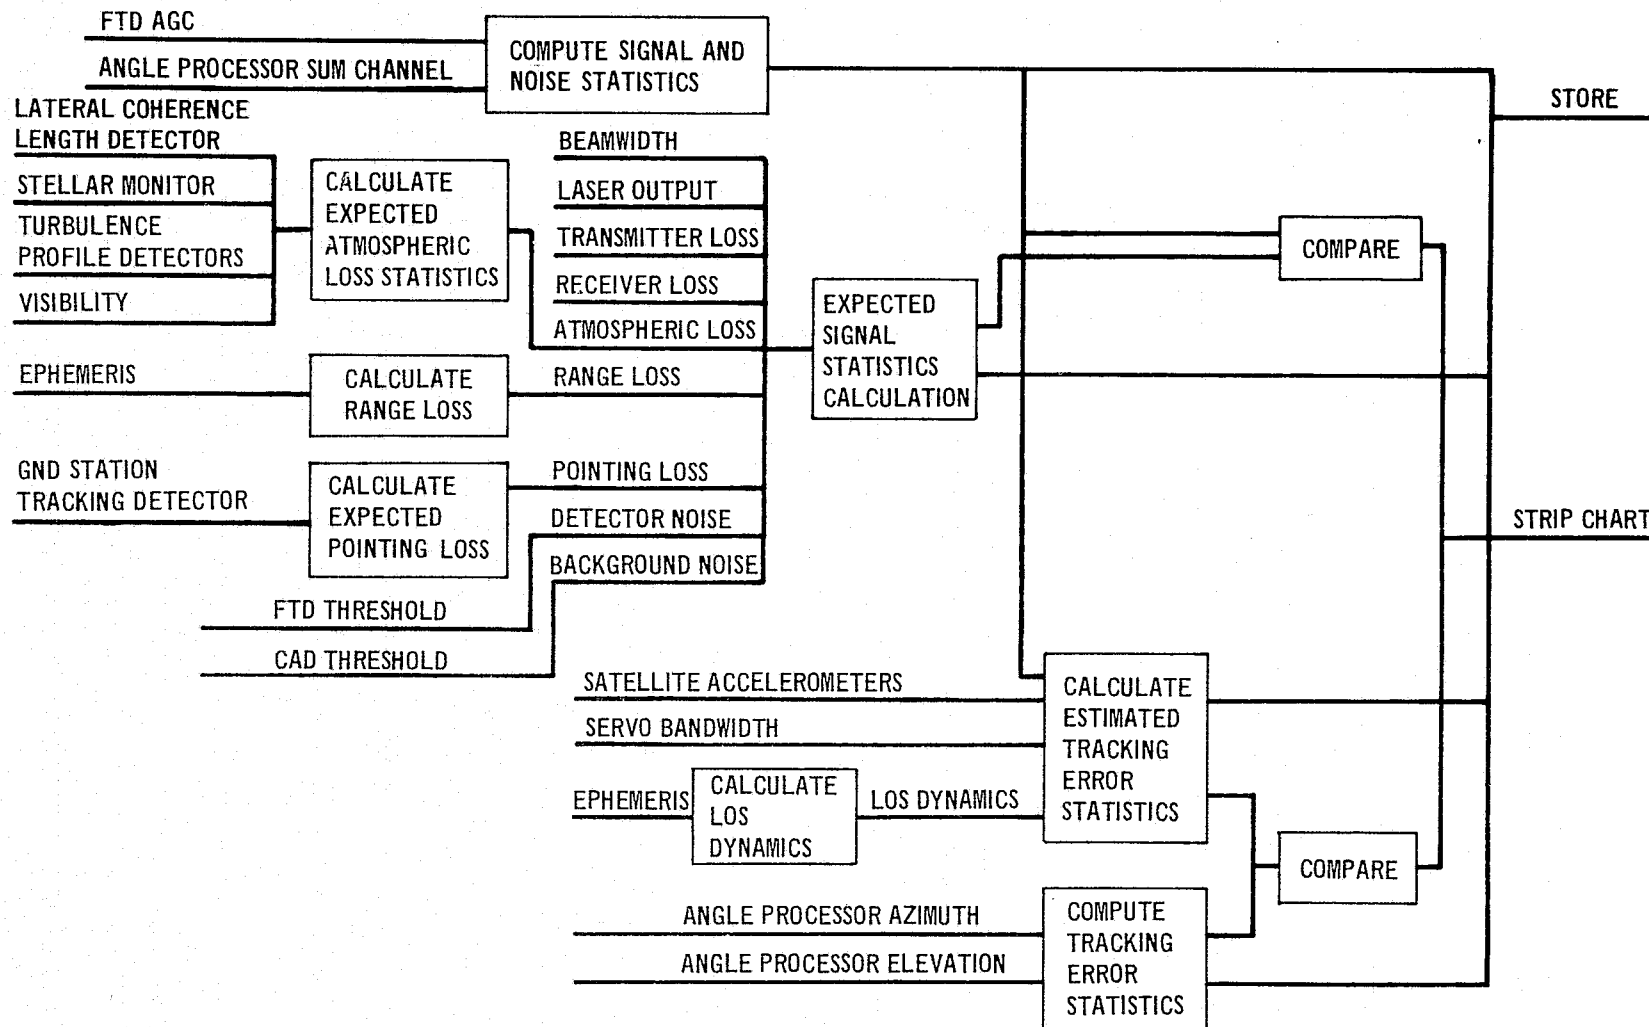 FTD AGC
ANGLE PROCESSOR SUM CHANNEL
COMPUTE SIGNAL AND
NOISE STATISTICS
STORE
LATERAL COHERENCE
LENGTH DETECTOR
STELLAR MONITOR
TURBULENCE
PROFILE DETECTORS
VISIBILITY
CALCULATE
EXPECTED
ATMOSPHERIC
LOSS STATISTICS
BEAMWIDTH
LASER OUTPUT
TRANSMITTER LOSS
RECEIVER LOSS
ATMOSPHERIC LOSS
EXPECTED
SIGNAL
STATISTICS
CALCULATION
COMPARE
EPHEMERIS
CALCULATE
RANGE LOSS
RANGE LOSS
GND STATION
TRACKING DETECTOR
CALCULATE
EXPECTED
POINTING LOSS
POINTING LOSS
DETECTOR NOISE
BACKGROUND NOISE
STRIP CHART
FTD THRESHOLD
CAD THRESHOLD
SATELLITE ACCELEROMETERS
SERVO BANDWIDTH
EPHEMERIS
CALCULATE
LOS
DYNAMICS
LOS DYNAMICS
CALCULATE
ESTIMATED
TRACKING
ERROR
STATISTICS
COMPARE
ANGLE PROCESSOR AZIMUTH
ANGLE PROCESSOR ELEVATION
COMPUTE
TRACKING
ERROR
STATISTICS